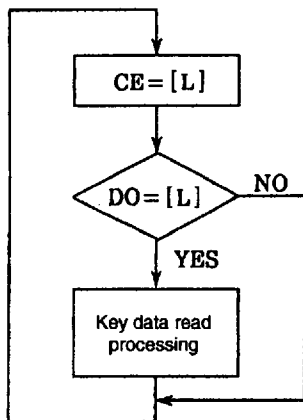 CE=[L]
DO=[L]
NO
YES
Key data read
processing